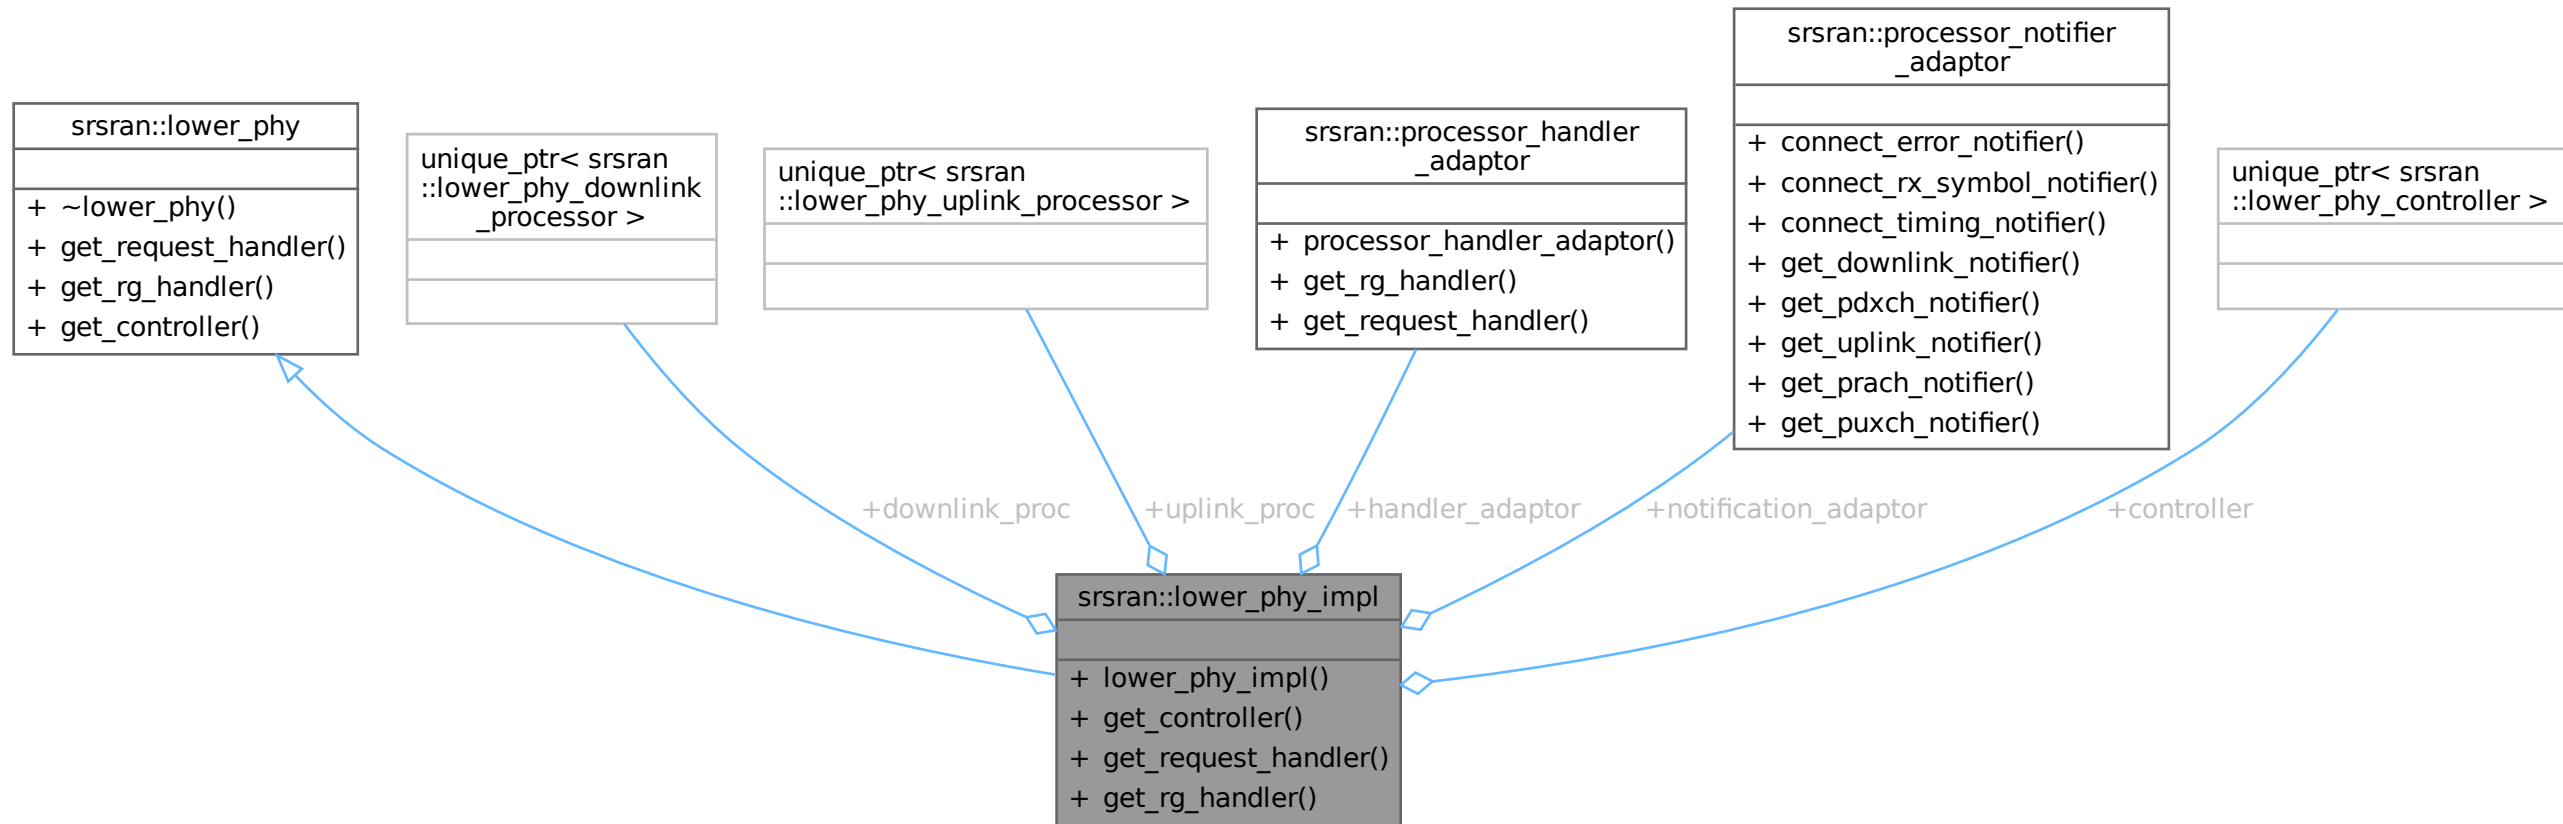 srsran::lower_phy
+ ~lower_phy()
+ get_request_handler()
+ get_rg_handler()
+ get_controller()
unique_ptr< srsran
::lower_phy_downlink
_processor >
unique_ptr< srsran
::lower_phy_uplink_processor >
srsran::processor_handler
_adaptor
+ processor_handler_adaptor()
+ get_rg_handler()
+ get_request_handler()
srsran::processor_notifier
_adaptor
+ connect_error_notifier()
+ connect_rx_symbol_notifier()
+ connect_timing_notifier()
+ get_downlink_notifier()
+ get_pdxch_notifier()
+ get_uplink_notifier()
+ get_prach_notifier()
+ get_puxch_notifier()
unique_ptr< srsran
::lower_phy_controller >
+downlink_proc
+uplink_proc
+handler_adaptor
+notification_adaptor
+controller
srsran::lower_phy_impl
+ lower_phy_impl()
+ get_controller()
+ get_request_handler()
+ get_rg_handler()